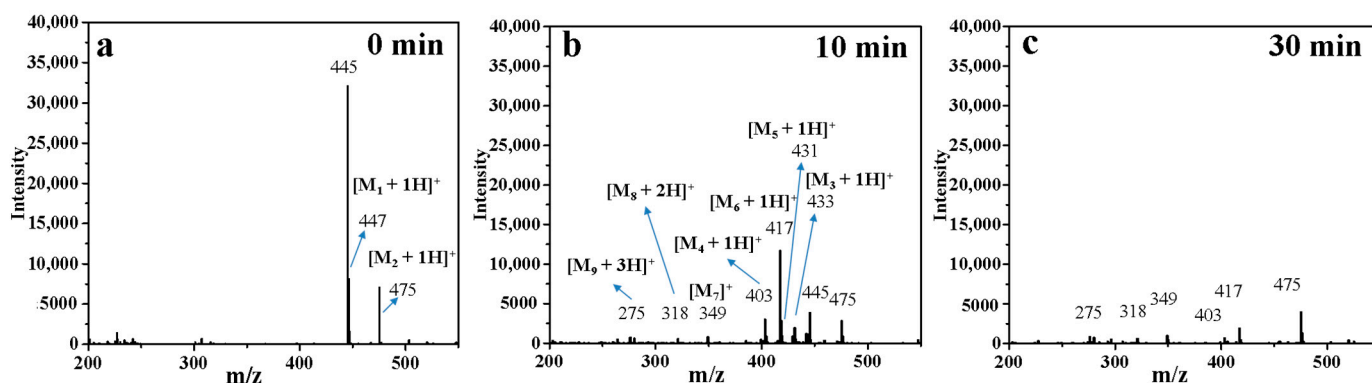 a
0 min
40,000
35,000
30,000
25,000
20,000
15,000
10,000
5000
0
Intensity
445
[M₁ + 1H]⁺
447
[M₂ + 1H]⁺
475
200
300
400
500
m/z
b
10 min
40,000
35,000
30,000
25,000
20,000
15,000
10,000
5000
0
Intensity
[M₅ + 1H]⁺
431
[M₃ + 1H]⁺
433
[M₈ + 2H]⁺
[M₆ + 1H]⁺
417
[M₄ + 1H]⁺
[M₉ + 3H]⁺
[M₇]⁺
275
318
349
403
445
475
200
300
400
500
m/z
c
30 min
40,000
35,000
30,000
25,000
20,000
15,000
10,000
5000
0
Intensity
275
318
349
403
417
475
200
300
400
500
m/z